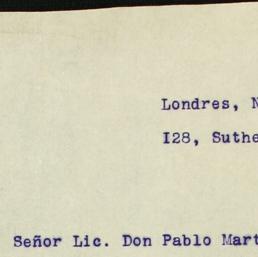 Londres, N
I28, Suthe
Señor Lic. Don Pablo Mart